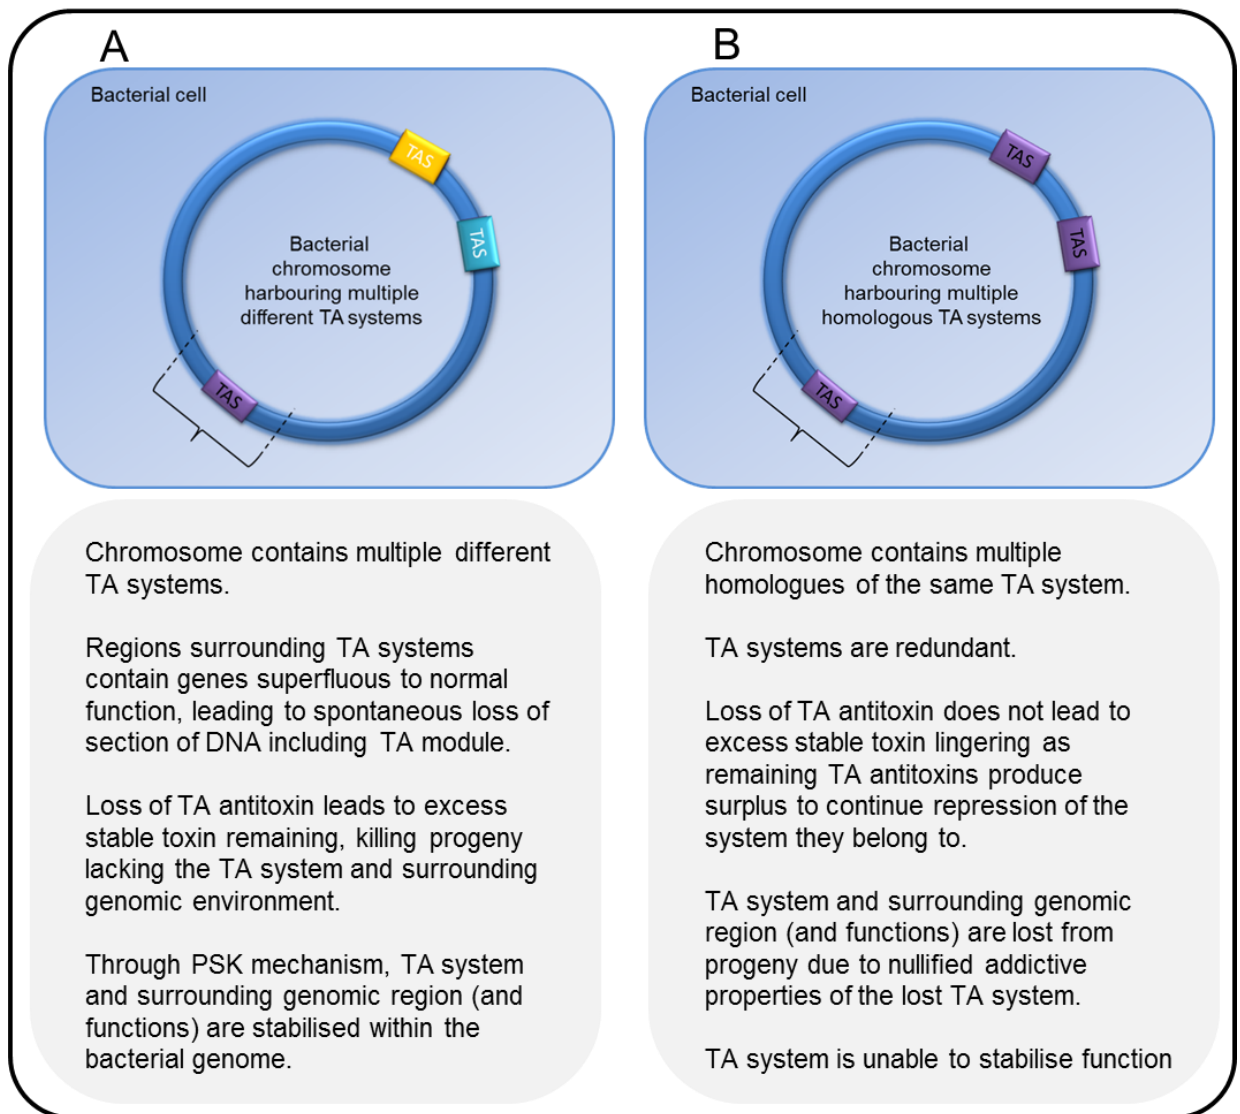 A
Bacterial cell
TAS
TAS
Bacterial
chromosome
harbouring multiple
different TA systems
TAS
Chromosome contains multiple different
TA systems.
Regions surrounding TA systems
contain genes superfluous to normal
function, leading to spontaneous loss of
section of DNA including TA module.
Loss of TA antitoxin leads to excess
stable toxin remaining, killing progeny
lacking the TA system and surrounding
genomic environment.
Through PSK mechanism, TA system
and surrounding genomic region (and
functions) are stabilised within the
bacterial genome.
B
Bacterial cell
TAS
TAS
Bacterial
chromosome
harbouring multiple
homologous TA systems
TAS
Chromosome contains multiple
homologues of the same TA system.
TA systems are redundant.
Loss of TA antitoxin does not lead to
excess stable toxin lingering as
remaining TA antitoxins produce
surplus to continue repression of the
system they belong to.
TA system and surrounding genomic
region (and functions) are lost from
progeny due to nullified addictive
properties of the lost TA system.
TA system is unable to stabilise function